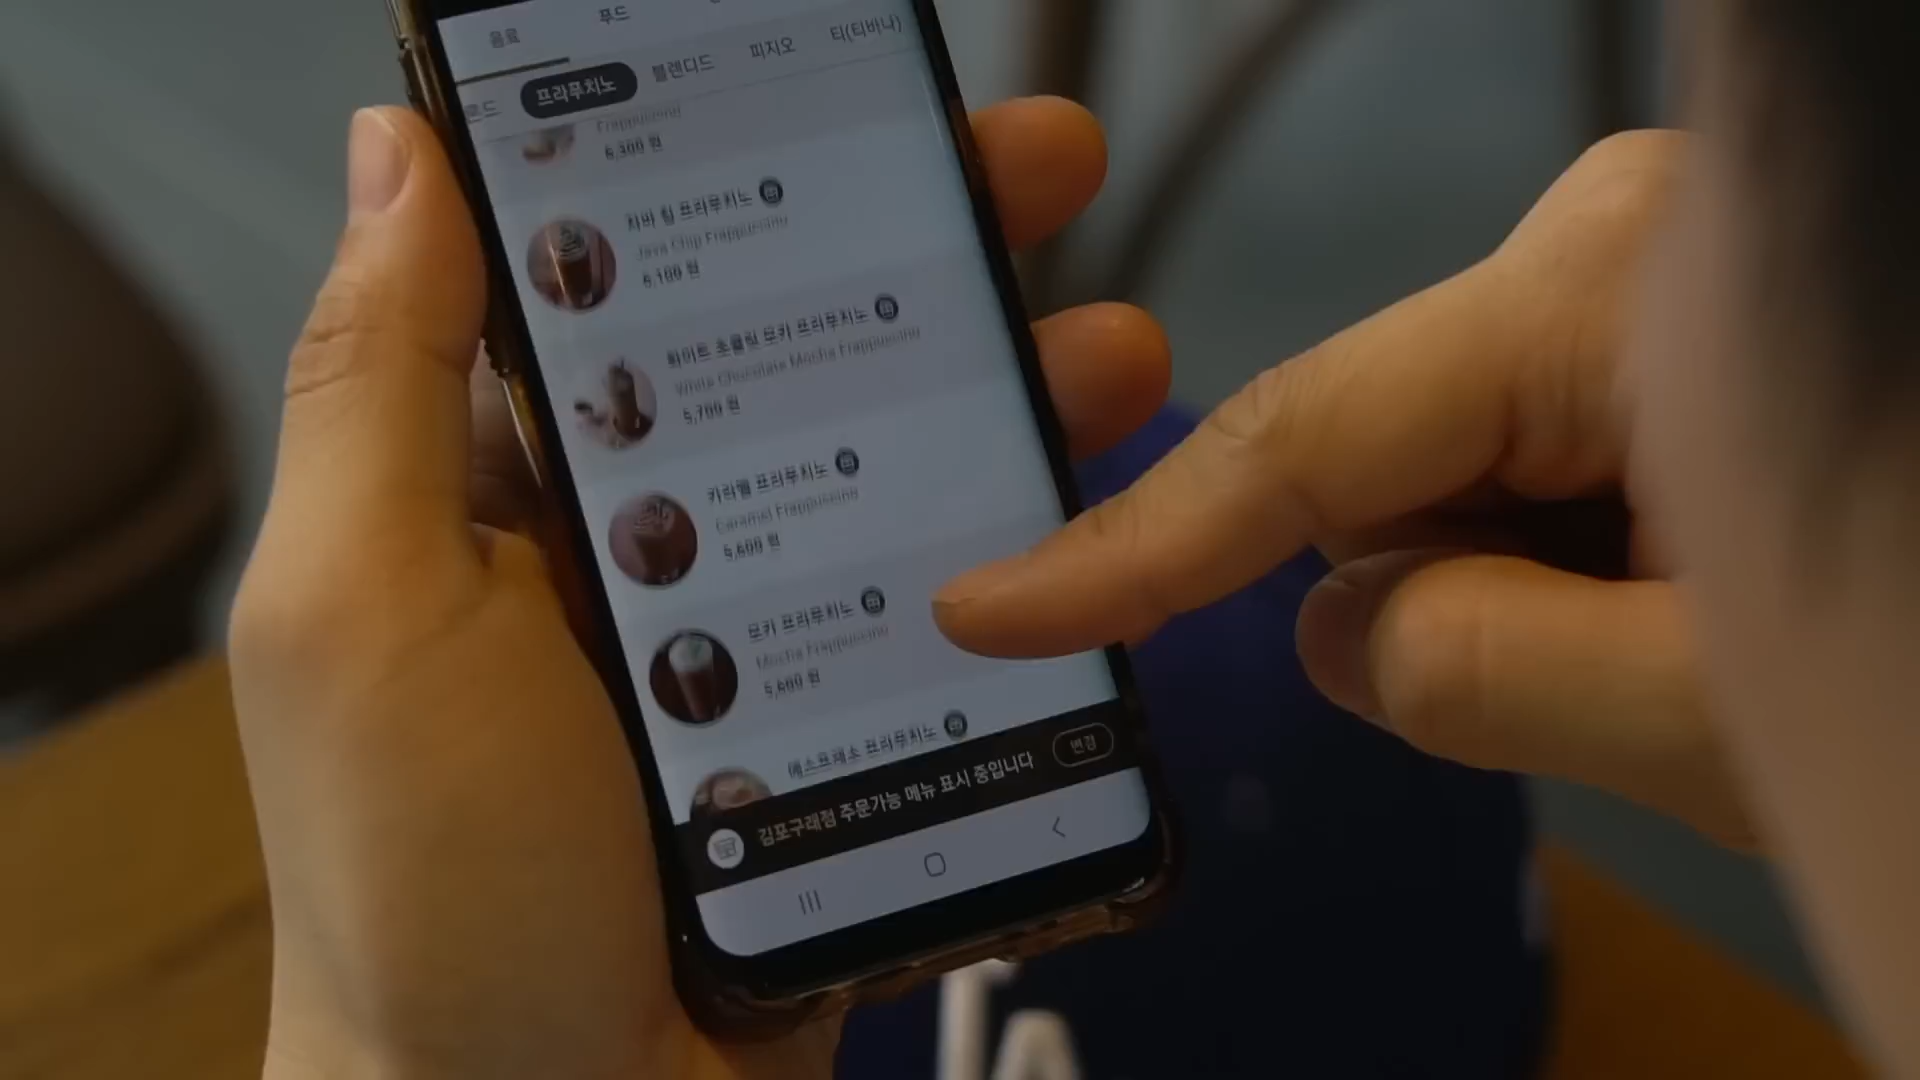 음료
푸드
프라푸치노
블렌디드
피지오
티(티바나)
Frappuccino
6,300 원
자바 칩 프라푸치노
Java Chip Frappuccino
6,100 원
화이트 초콜릿 모카 프라푸치노
White Chocolate Mocha Frappuccino
5,700 원
카라멜 프라푸치노
Caramel Frappuccino
5,600 원
모카 프라푸치노
Mocha Frappuccino
5,600 원
에스프레소 프라푸치노
김포구래점 주문가능 메뉴 표시 중입니다
변경